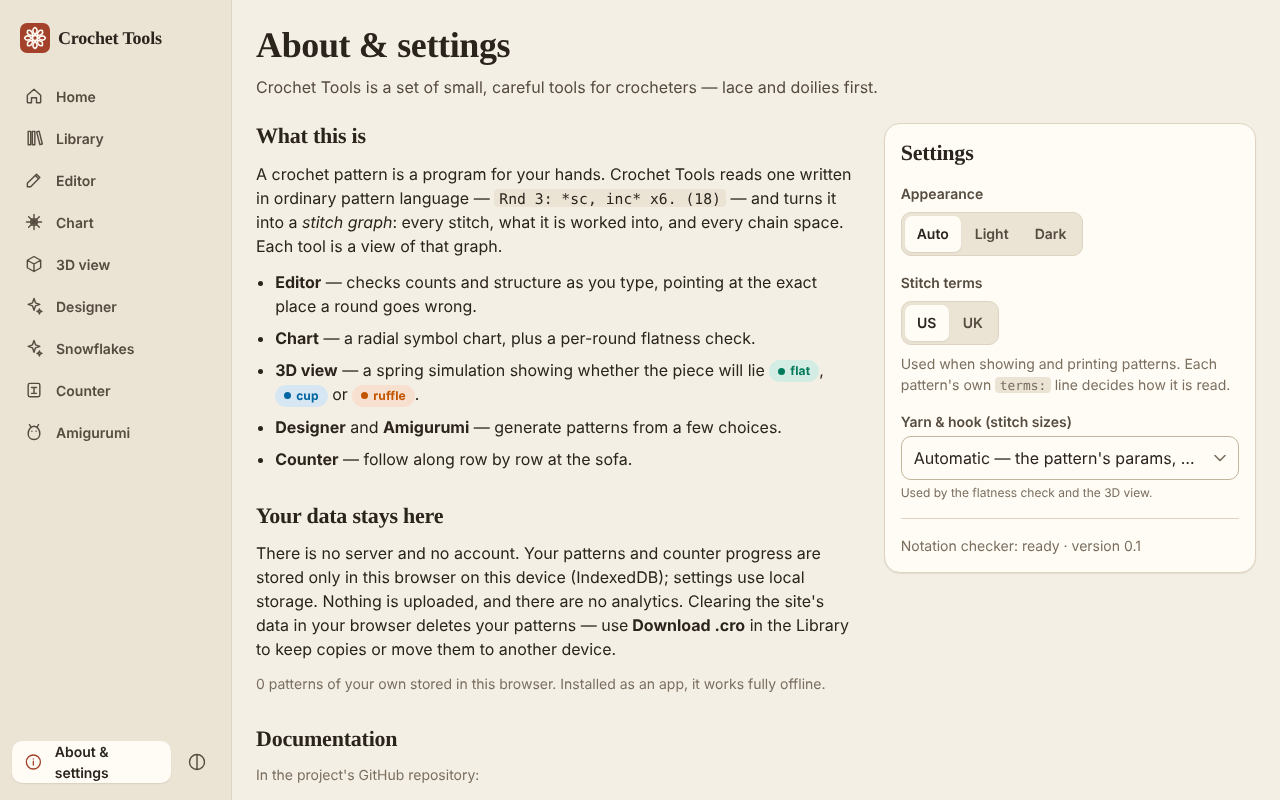 Crochet Tools
Home
Library
Editor
Chart
3D view
Designer
Snowflakes
Counter
Amigurumi
About &
settings
About & settings
Crochet Tools is a set of small, careful tools for crocheters — lace and doilies first.
What this is
A crochet pattern is a program for your hands. Crochet Tools reads one written
in ordinary pattern language — Rnd 3: *sc, inc* x6. (18) — and turns it
into a stitch graph: every stitch, what it is worked into, and every chain space.
Each tool is a view of that graph.
• Editor — checks counts and structure as you type, pointing at the exact
place a round goes wrong.
• Chart — a radial symbol chart, plus a per-round flatness check.
• 3D view — a spring simulation showing whether the piece will lie flat,
cup or ruffle.
• Designer and Amigurumi — generate patterns from a few choices.
• Counter — follow along row by row at the sofa.
Your data stays here
There is no server and no account. Your patterns and counter progress are
stored only in this browser on this device (IndexedDB); settings use local
storage. Nothing is uploaded, and there are no analytics. Clearing the site's
data in your browser deletes your patterns — use Download .cro in the Library
to keep copies or move them to another device.
0 patterns of your own stored in this browser. Installed as an app, it works fully offline.
Documentation
In the project's GitHub repository:
Settings
Appearance
Auto Light Dark
Stitch terms
US UK
Used when showing and printing patterns. Each
pattern's own terms: line decides how it is read.
Yarn & hook (stitch sizes)
Automatic — the pattern's params, ...
Used by the flatness check and the 3D view.
Notation checker: ready · version 0.1